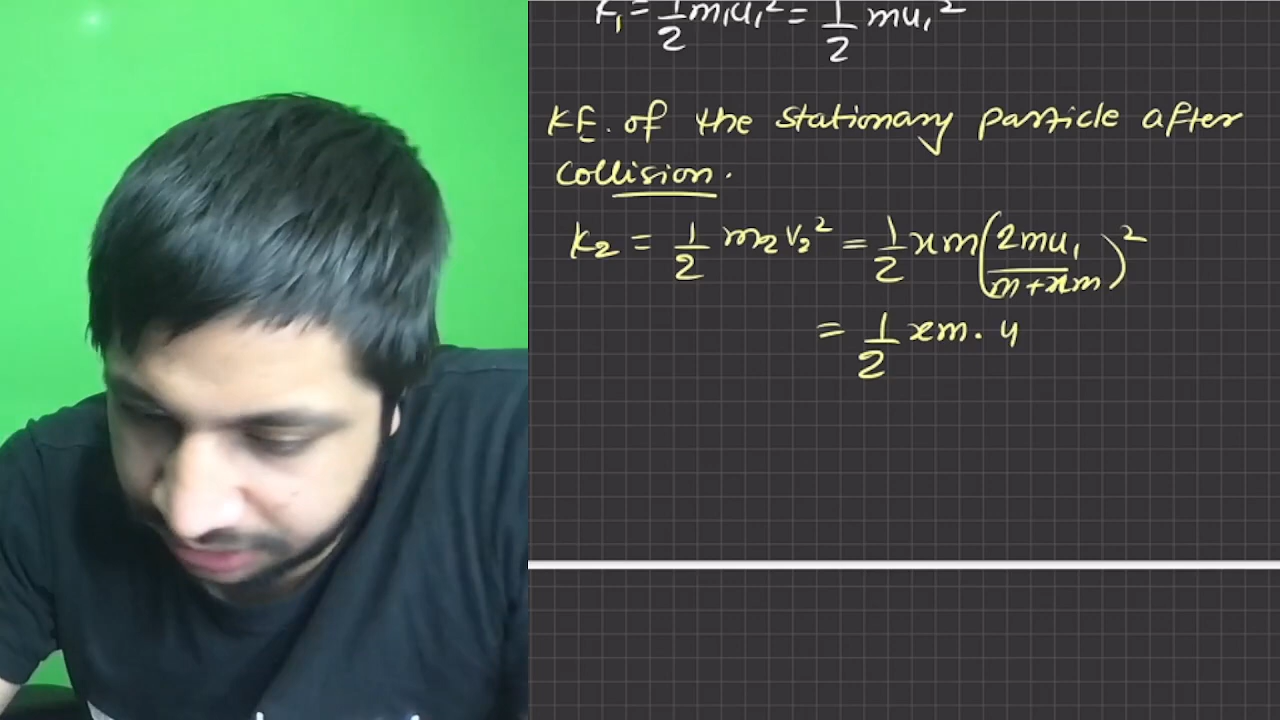 K₁ = 1/2 m₁u₁² = 1/2 mu₁²
KE. of the stationary particle after
collision.
K₂ = 1/2 m₂v₂² = 1/2 xm(2mu₁/m+xm)²
= 1/2 xm. 4